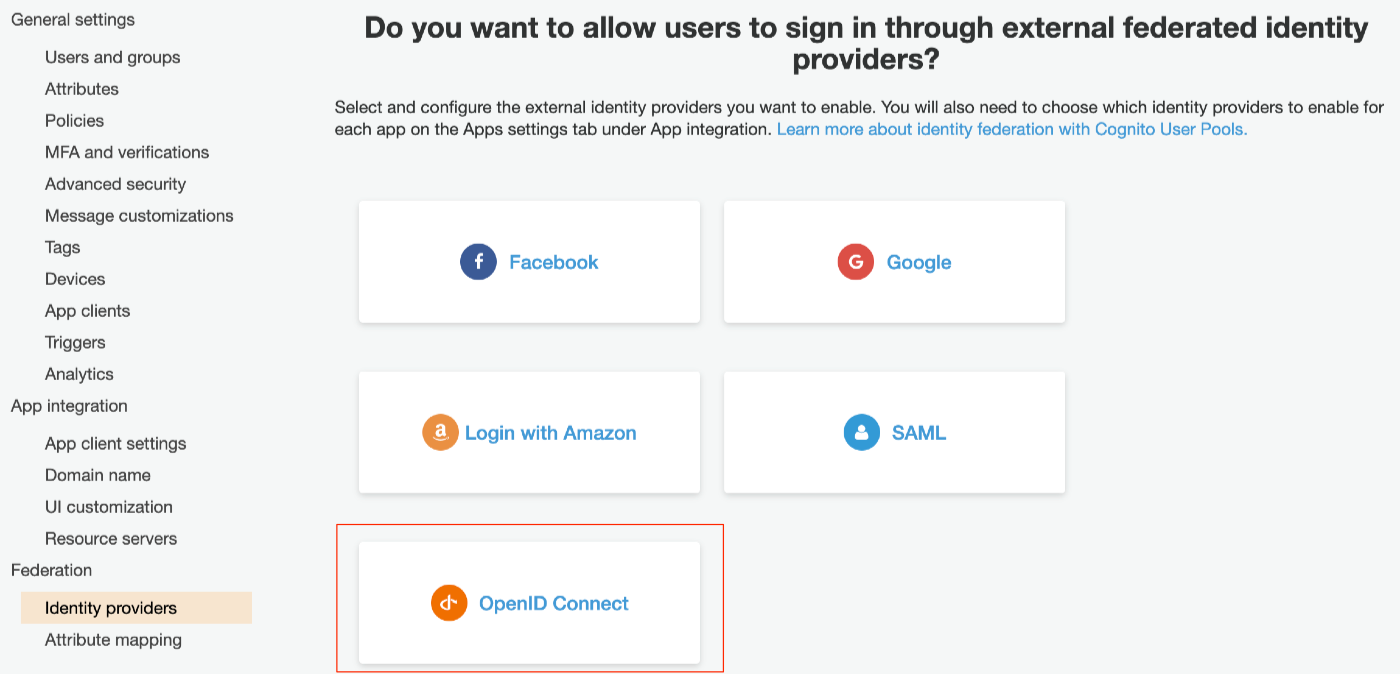 General settings
Users and groups
Attributes
Policies
MFA and verifications
Advanced security
Message customizations
Tags
Devices
App clients
Triggers
Analytics
App integration
App client settings
Domain name
UI customization
Resource servers
Federation
Identity providers
Attribute mapping
Do you want to allow users to sign in through external federated identity
providers?
Select and configure the external identity providers you want to enable. You will also need to choose which identity providers to enable for
each app on the Apps settings tab under App integration. Learn more about identity federation with Cognito User Pools.
f Facebook
G Google
a Login with Amazon
SAML
OpenID Connect